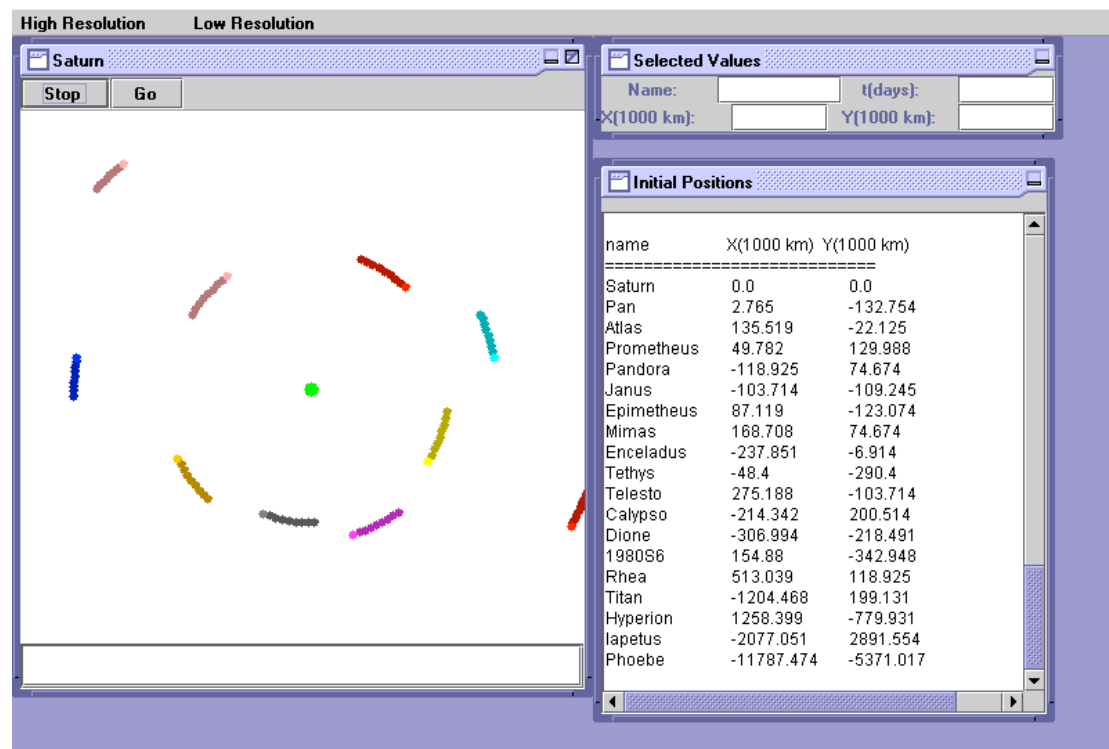 High Resolution Low Resolution
Saturn
Stop Go
Selected Values
Name: t(days):
X(1000 km): Y(1000 km):
Initial Positions
name X(1000 km) Y(1000 km)
============================
Saturn 0.0 0.0
Pan 2.765 -132.754
Atlas 135.519 -22.125
Prometheus 49.782 129.988
Pandora -118.925 74.674
Janus -103.714 -109.245
Epimetheus 87.119 -123.074
Mimas 168.708 74.674
Enceladus -237.851 -6.914
Tethys -48.4 -290.4
Telesto 275.188 -103.714
Calypso -214.342 200.514
Dione -306.994 -218.491
1980S6 154.88 -342.948
Rhea 513.039 118.925
Titan -1204.468 199.131
Hyperion 1258.399 -779.931
Iapetus -2077.051 2891.554
Phoebe -11787.474 -5371.017